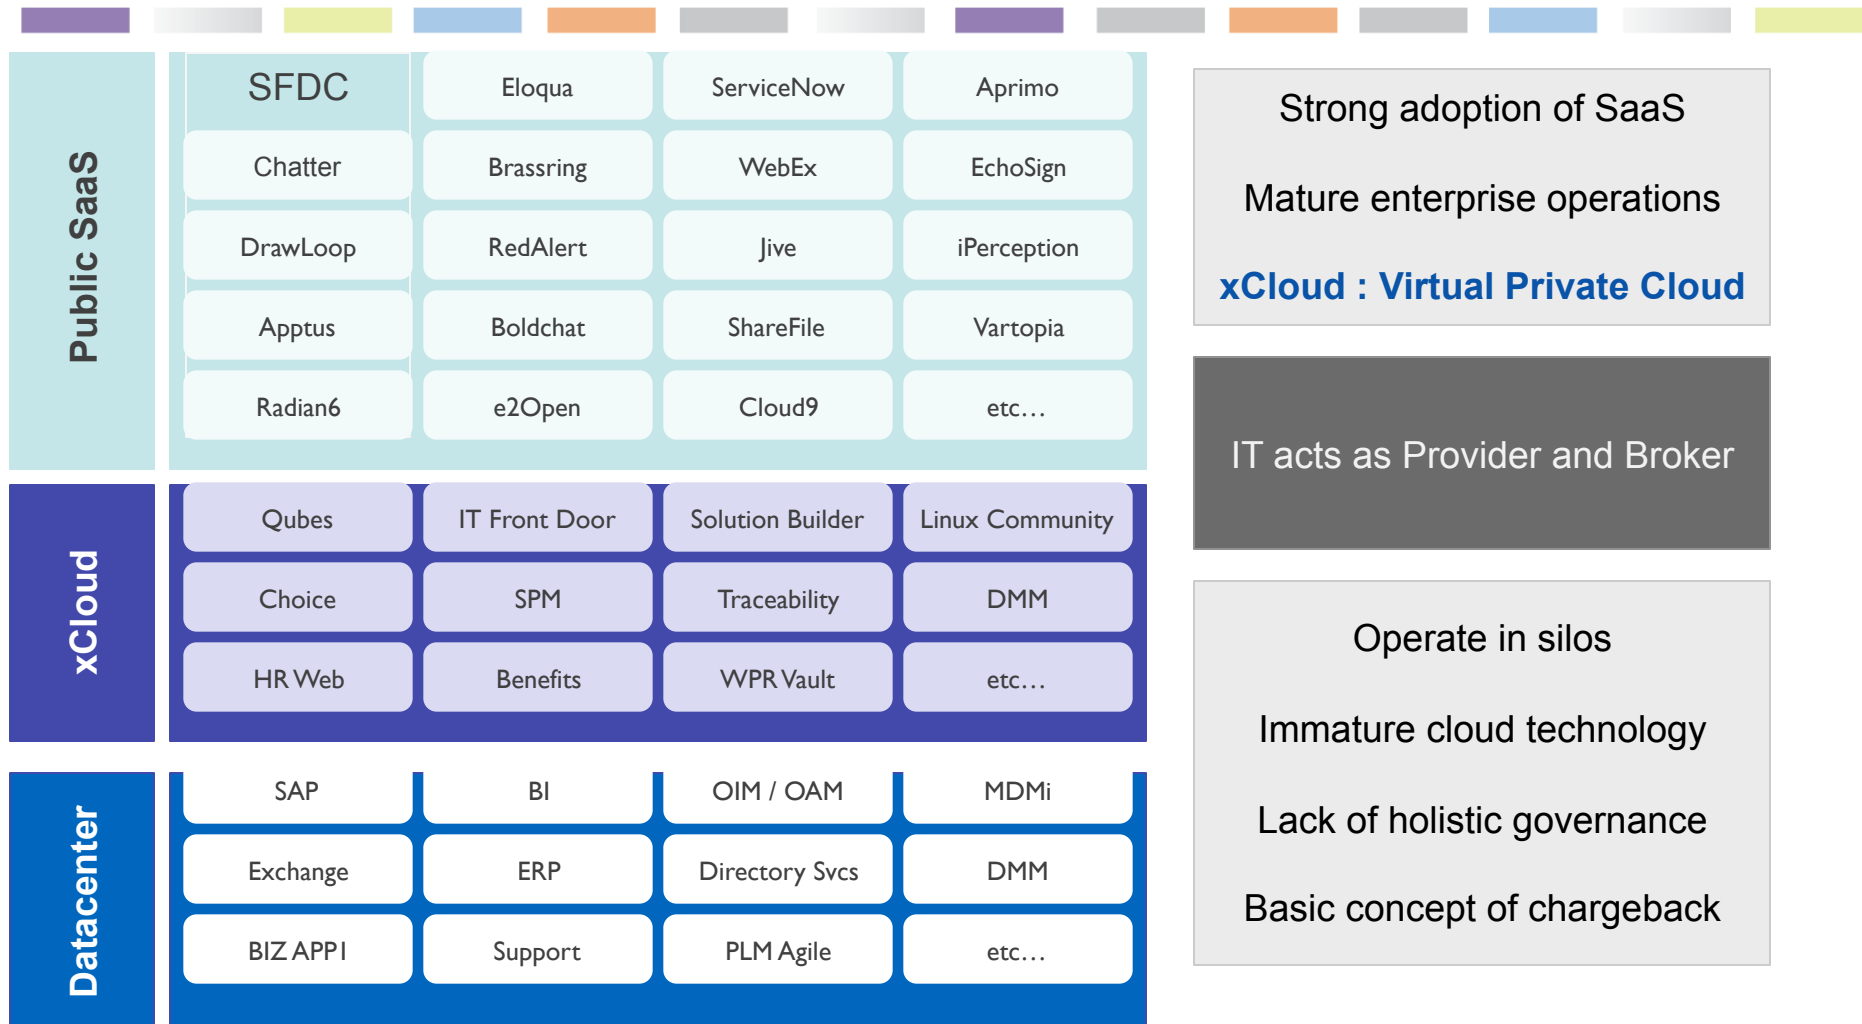 Public SaaS
SFDC
Eloqua
ServiceNow
Aprimo
Chatter
Brassring
WebEx
EchoSign
DrawLoop
RedAlert
Jive
iPerception
Apptus
Boldchat
ShareFile
Vartopia
Radian6
e2Open
Cloud9
etc…
xCloud
Qubes
IT Front Door
Solution Builder
Linux Community
Choice
SPM
Traceability
DMM
HR Web
Benefits
WPR Vault
etc…
Datacenter
SAP
BI
OIM / OAM
MDMi
Exchange
ERP
Directory Svcs
DMM
BIZ APP1
Support
PLM Agile
etc…
Strong adoption of SaaS
Mature enterprise operations
xCloud : Virtual Private Cloud
IT acts as Provider and Broker
Operate in silos
Immature cloud technology
Lack of holistic governance
Basic concept of chargeback